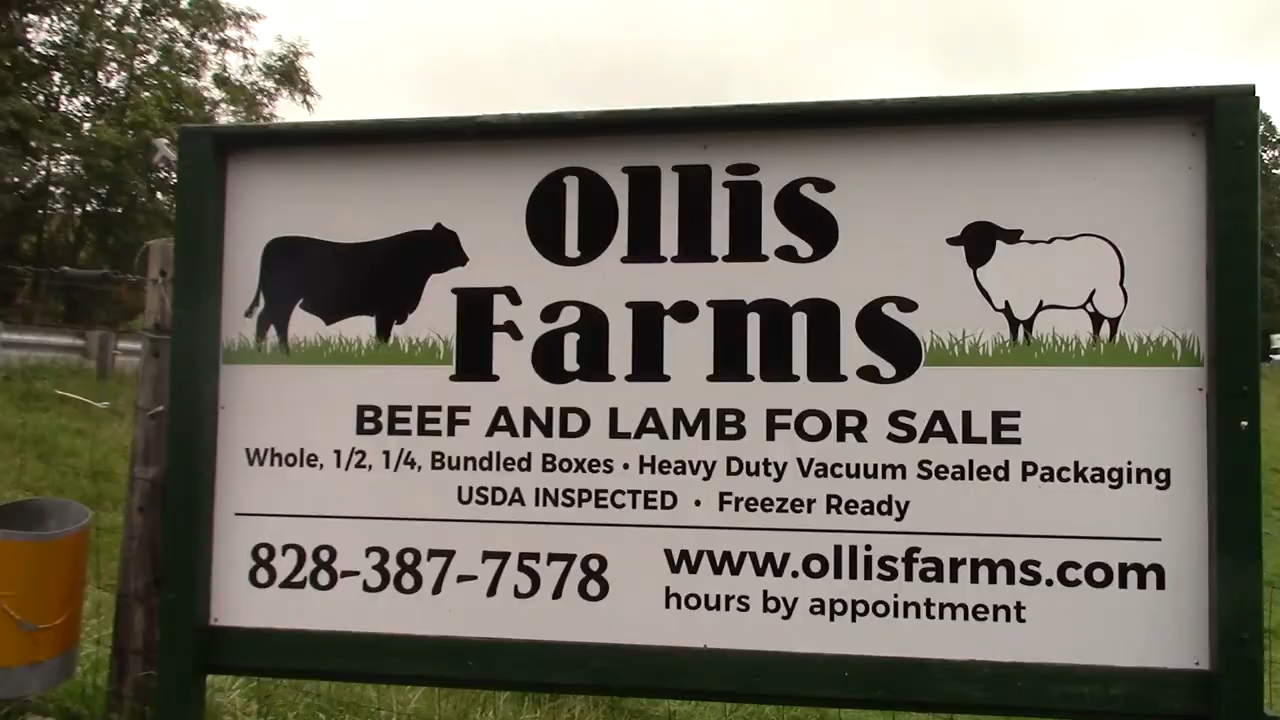 Ollis
Farms
BEEF AND LAMB FOR SALE
Whole, 1/2, 1/4, Bundled Boxes • Heavy Duty Vacuum Sealed Packaging
USDA INSPECTED • Freezer Ready
828-387-7578
www.ollisfarms.com
hours by appointment